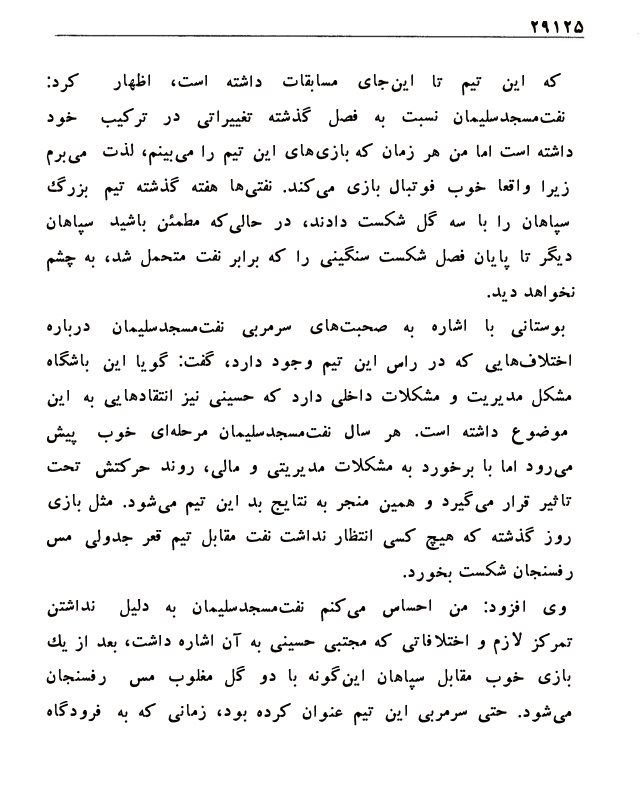 ۲۹۱۲۵
که این تیم تا این‌جای مسابقات داشته است، اظهار کرد:
نفت‌مسجدسلیمان نسبت به فصل گذشته تغییراتی در ترکیب خود
داشته است اما من هر زمان که بازی‌های این تیم را می‌بینم، لذت می‌برم
زیرا واقعا خوب فوتبال بازی می‌کند. نفتی‌ها هفته گذشته تیم بزرگ
سپاهان را با سه گل شکست دادند، در حالی‌که مطمئن باشید سپاهان
دیگر تا پایان فصل شکست سنگینی را که برابر نفت متحمل شد، به چشم
نخواهد دید.
بوستانی با اشاره به صحبت‌های سرمربی نفت‌مسجدسلیمان درباره
اختلاف‌هایی که در راس این تیم وجود دارد، گفت: گویا این باشگاه
مشکل مدیریت و مشکلات داخلی دارد که حسینی نیز انتقادهایی به این
موضوع داشته است. هر سال نفت‌مسجدسلیمان مرحله‌ای خوب پیش
می‌رود اما با برخورد به مشکلات مدیریتی و مالی، روند حرکتش تحت
تاثیر قرار می‌گیرد و همین منجر به نتایج بد این تیم می‌شود. مثل بازی
روز گذشته که هیچ کسی انتظار نداشت نفت مقابل تیم قعر جدولی مس
رفسنجان شکست بخورد.
وی افزود: من احساس می‌کنم نفت‌مسجدسلیمان به دلیل نداشتن
تمرکز لازم و اختلافاتی که مجتبی حسینی به آن اشاره داشت، بعد از یك
بازی خوب مقابل سپاهان این‌گونه با دو گل مغلوب مس رفسنجان
می‌شود. حتی سرمربی این تیم عنوان کرده بود، زمانی که به فرودگاه